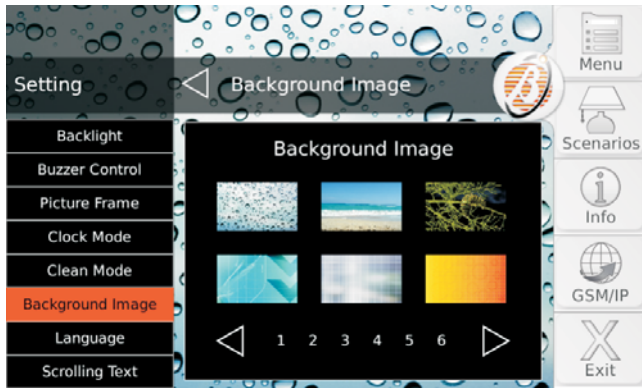 Setting
Background Image
Backlight
Buzzer Control
Picture Frame
Clock Mode
Clean Mode
Background Image
Language
Scrolling Text
Background Image
1 2 3 4 5 6
B
Menu
Scenarios
Info
GSM/IP
Exit